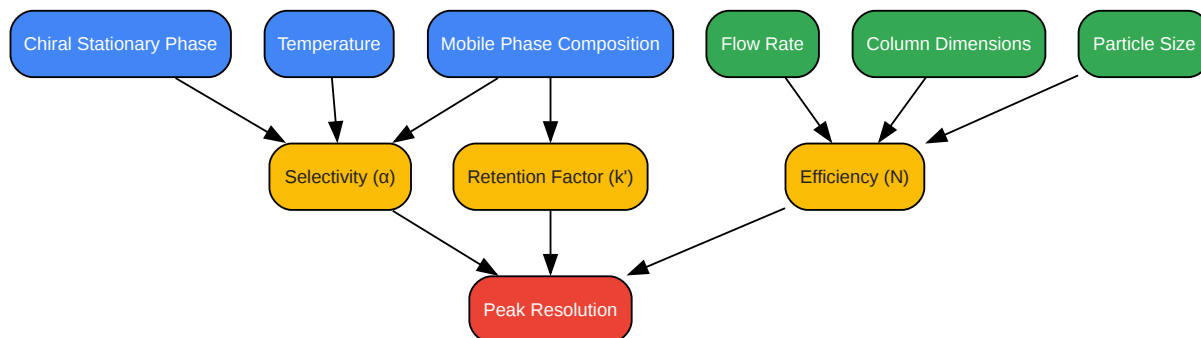 Chiral Stationary Phase
Temperature
Mobile Phase Composition
Flow Rate
Column Dimensions
Particle Size
Selectivity (α)
Retention Factor (k')
Efficiency (N)
Peak Resolution